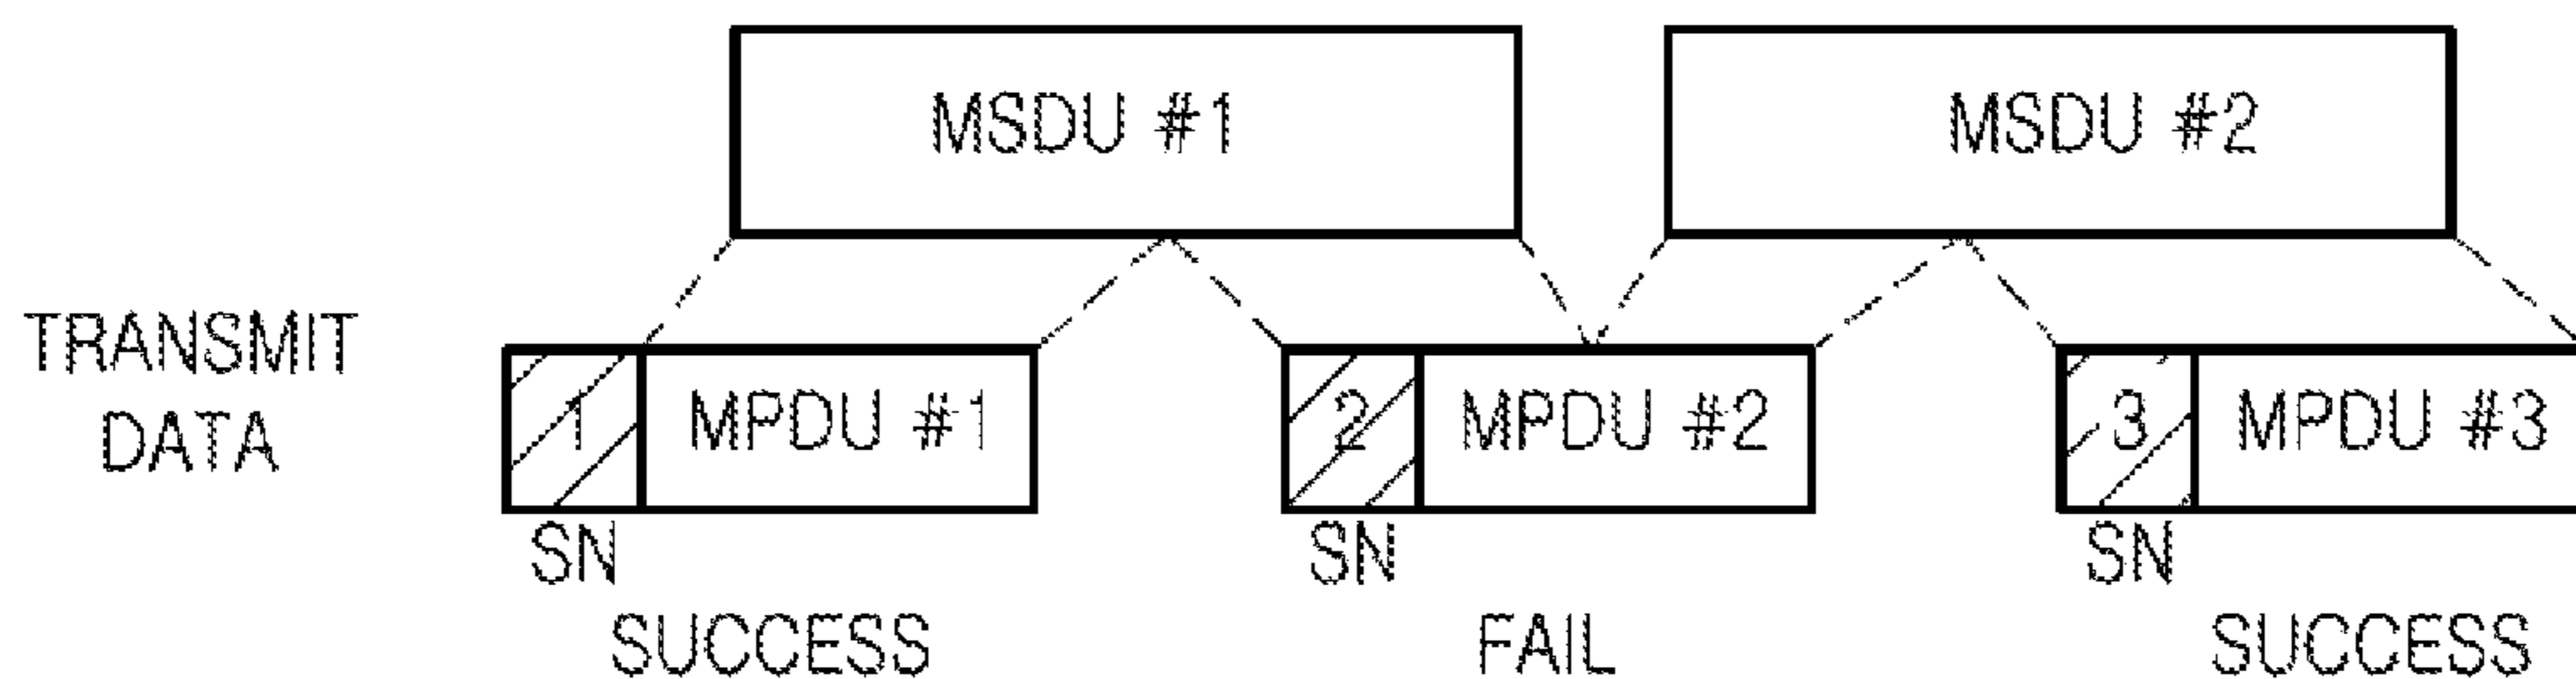 MSDU #1 MSDU #2
TRANSMIT
DATA
1 MPDU #1 2 MPDU #2 3 MPDU #3
SN SN SN
SUCCESS FAIL SUCCESS